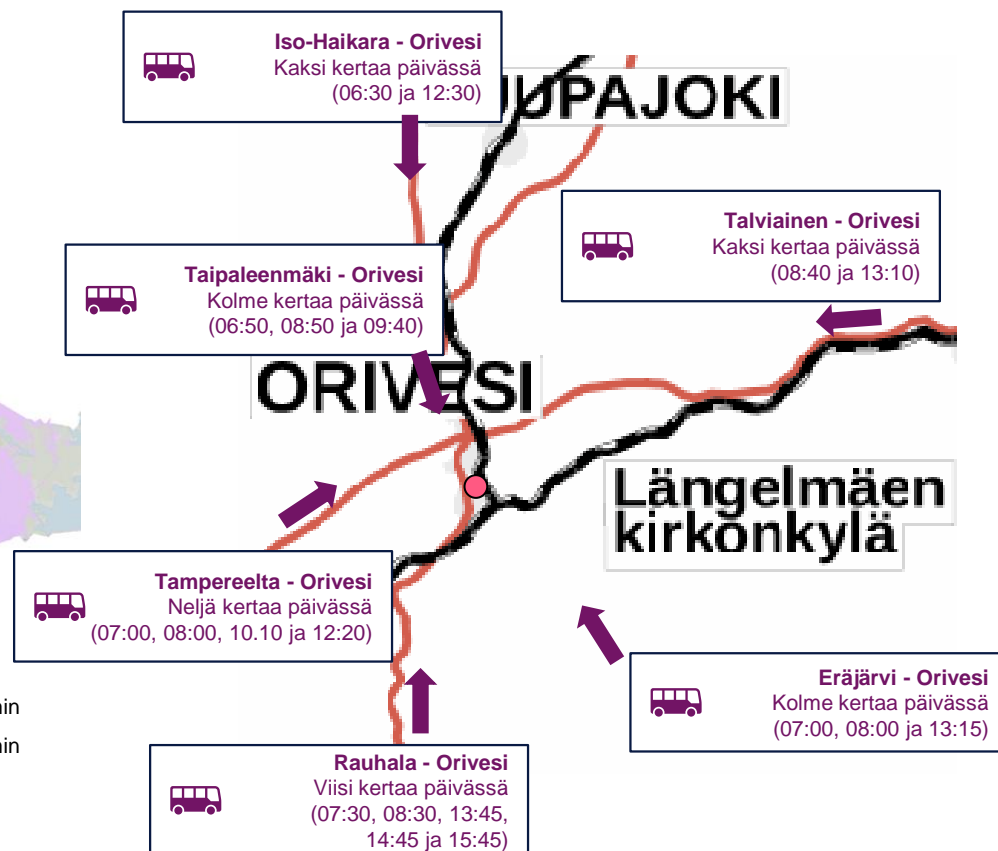 Iso-Haikara - Orivesi
Kaksi kertaa päivässä
(06:30 ja 12:30)
Talviainen - Orivesi
Kaksi kertaa päivässä
(08:40 ja 13:10)
Taipaleenmäki - Orivesi
Kolme kertaa päivässä
(06:50, 08:50 ja 09:40)
ORIVESI
Längelmäen
kirkonkylä
Tampereelta - Orivesi
Neljä kertaa päivässä
(07:00, 08:00, 10.10 ja 12:20)
Eräjärvi - Orivesi
Kolme kertaa päivässä
(07:00, 08:00 ja 13:15)
Rauhala - Orivesi
Viisi kertaa päivässä
(07:30, 08:30, 13:45,
14:45 ja 15:45)